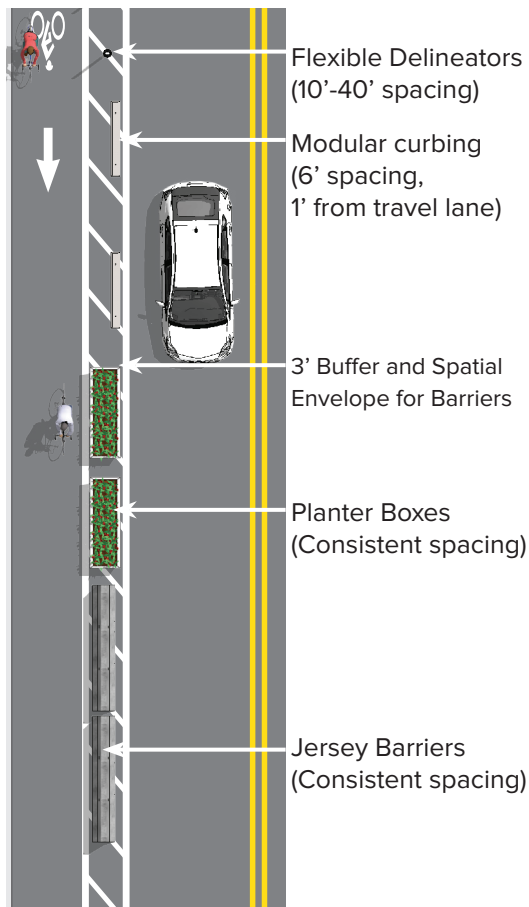 Flexible Delineators
(10’-40’ spacing)
Modular curbing
(6’ spacing,
1’ from travel lane)
3’ Buffer and Spatial
Envelope for Barriers
Planter Boxes
(Consistent spacing)
Jersey Barriers
(Consistent spacing)